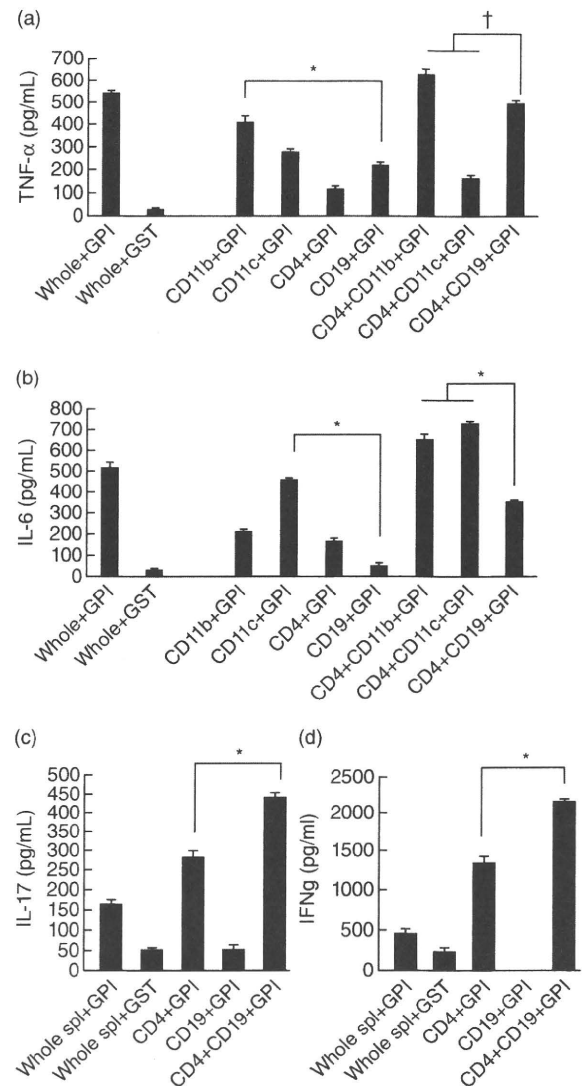 (a)
TNF-α (pg/mL)
700
600
500
400
300
200
100
0
*
†
Whole+GPI
Whole+GST
CD11b+GPI
CD11c+GPI
CD4+GPI
CD19+GPI
CD4+CD11b+GPI
CD4+CD11c+GPI
CD4+CD19+GPI
(b)
IL-6 (pg/mL)
800
700
600
500
400
300
200
100
0
*
*
Whole+GPI
Whole+GST
CD11b+GPI
CD11c+GPI
CD4+GPI
CD19+GPI
CD4+CD11b+GPI
CD4+CD11c+GPI
CD4+CD19+GPI
(c)
IL-17 (pg/mL)
500
450
400
350
300
250
200
150
100
50
0
*
Whole spl+GPI
Whole spl+GST
CD4+GPI
CD19+GPI
CD4+CD19+GPI
(d)
IFNg (pg/ml)
2500
2000
1500
1000
500
0
*
Whole spl+GPI
Whole spl+GST
CD4+GPI
CD19+GPI
CD4+CD19+GPI